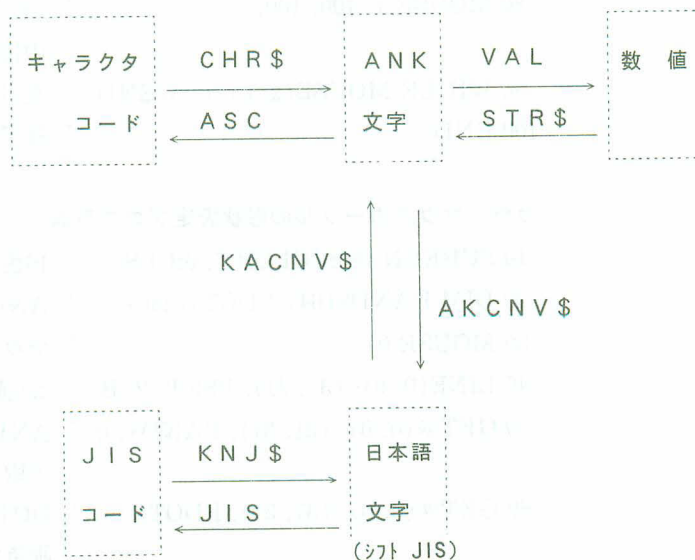 キャラクタ
コード
CHR$
ASC
ANK
文字
VAL
STR$
数 値
KACNV$
AKCNV$
JIS
コード
KNJ$
JIS
日本語
文字
(ｼﾌﾄ JIS)